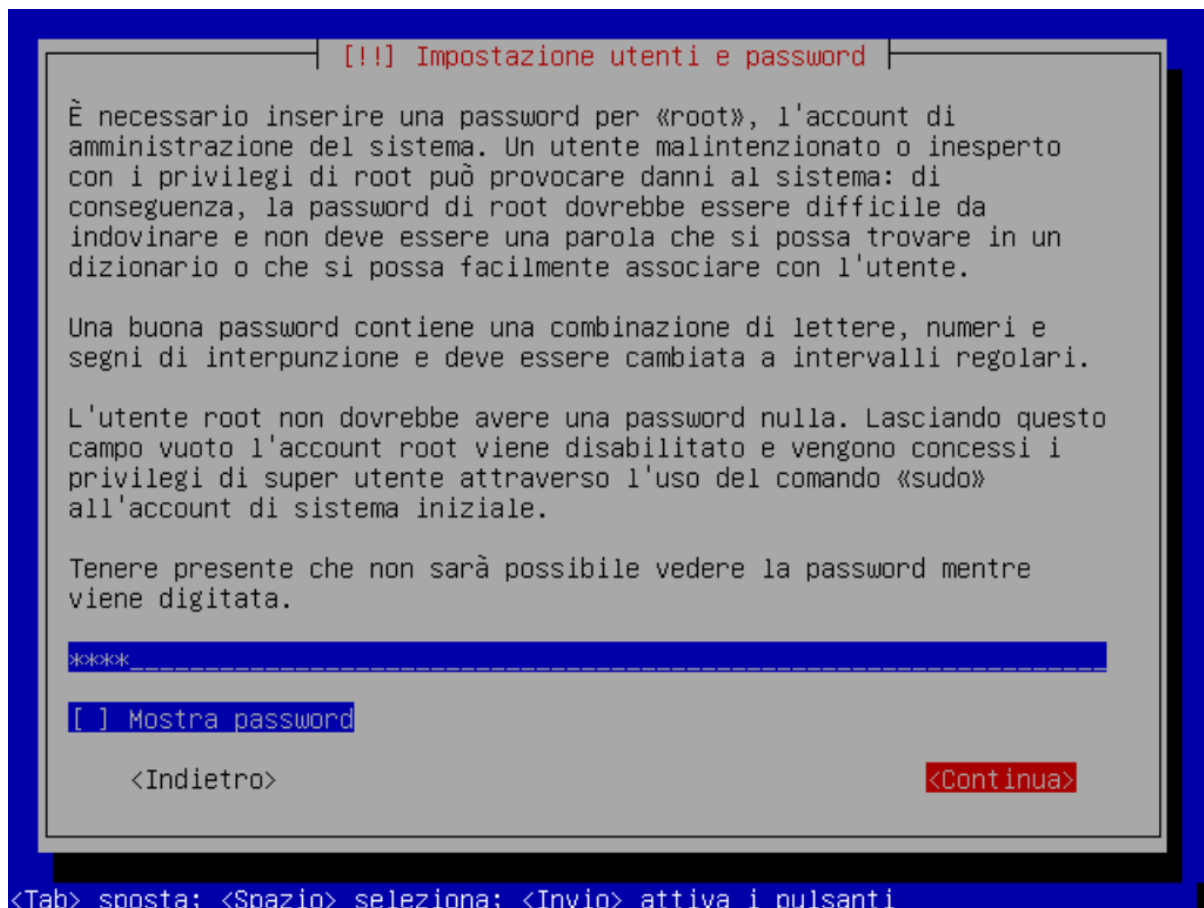 [!!] Impostazione utenti e password
È necessario inserire una password per «root», l'account di
amministrazione del sistema. Un utente malintenzionato o inesperto
con i privilegi di root può provocare danni al sistema: di
conseguenza, la password di root dovrebbe essere difficile da
indovinare e non deve essere una parola che si possa trovare in un
dizionario o che si possa facilmente associare con l'utente.
Una buona password contiene una combinazione di lettere, numeri e
segni di interpunzione e deve essere cambiata a intervalli regolari.
L'utente root non dovrebbe avere una password nulla. Lasciando questo
campo vuoto l'account root viene disabilitato e vengono concessi i
privilegi di super utente attraverso l'uso del comando «sudo»
all'account di sistema iniziale.
Tenere presente che non sarà possibile vedere la password mentre
viene digitata.
****_________________________________________________________________
[ ] Mostra password
<Indietro> <Continua>
<Tab> sposta; <Spazio> seleziona; <Invio> attiva i pulsanti